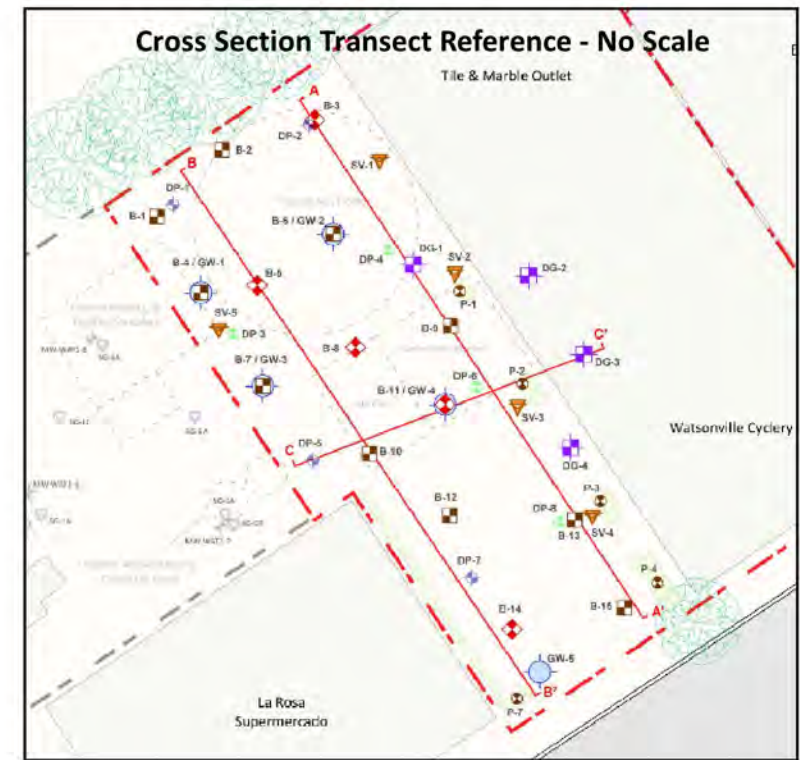 Cross Section Transect Reference - No Scale
Tile & Marble Outlet
A
B-3
DP-2
B-2
SV-1
B
DP-1
B-1
B-5 / GW-2
DP-4
DG-1
SV-2
DG-2
B-4 / GW-1
B-6
P-1
SV-5
DP-3
B-9
B-8
C'
DG-3
B-7 / GW-3
DP-6
P-2
B-11 / GW-4
SV-3
Watsonville Cyclery
C
DP-5
B-10
DG-4
P-3
B-12
DP-8
B-13
SV-4
DP-7
P-4
B-14
B-15
A'
GW-5
B'
P-7
La Rosa
Supermercado